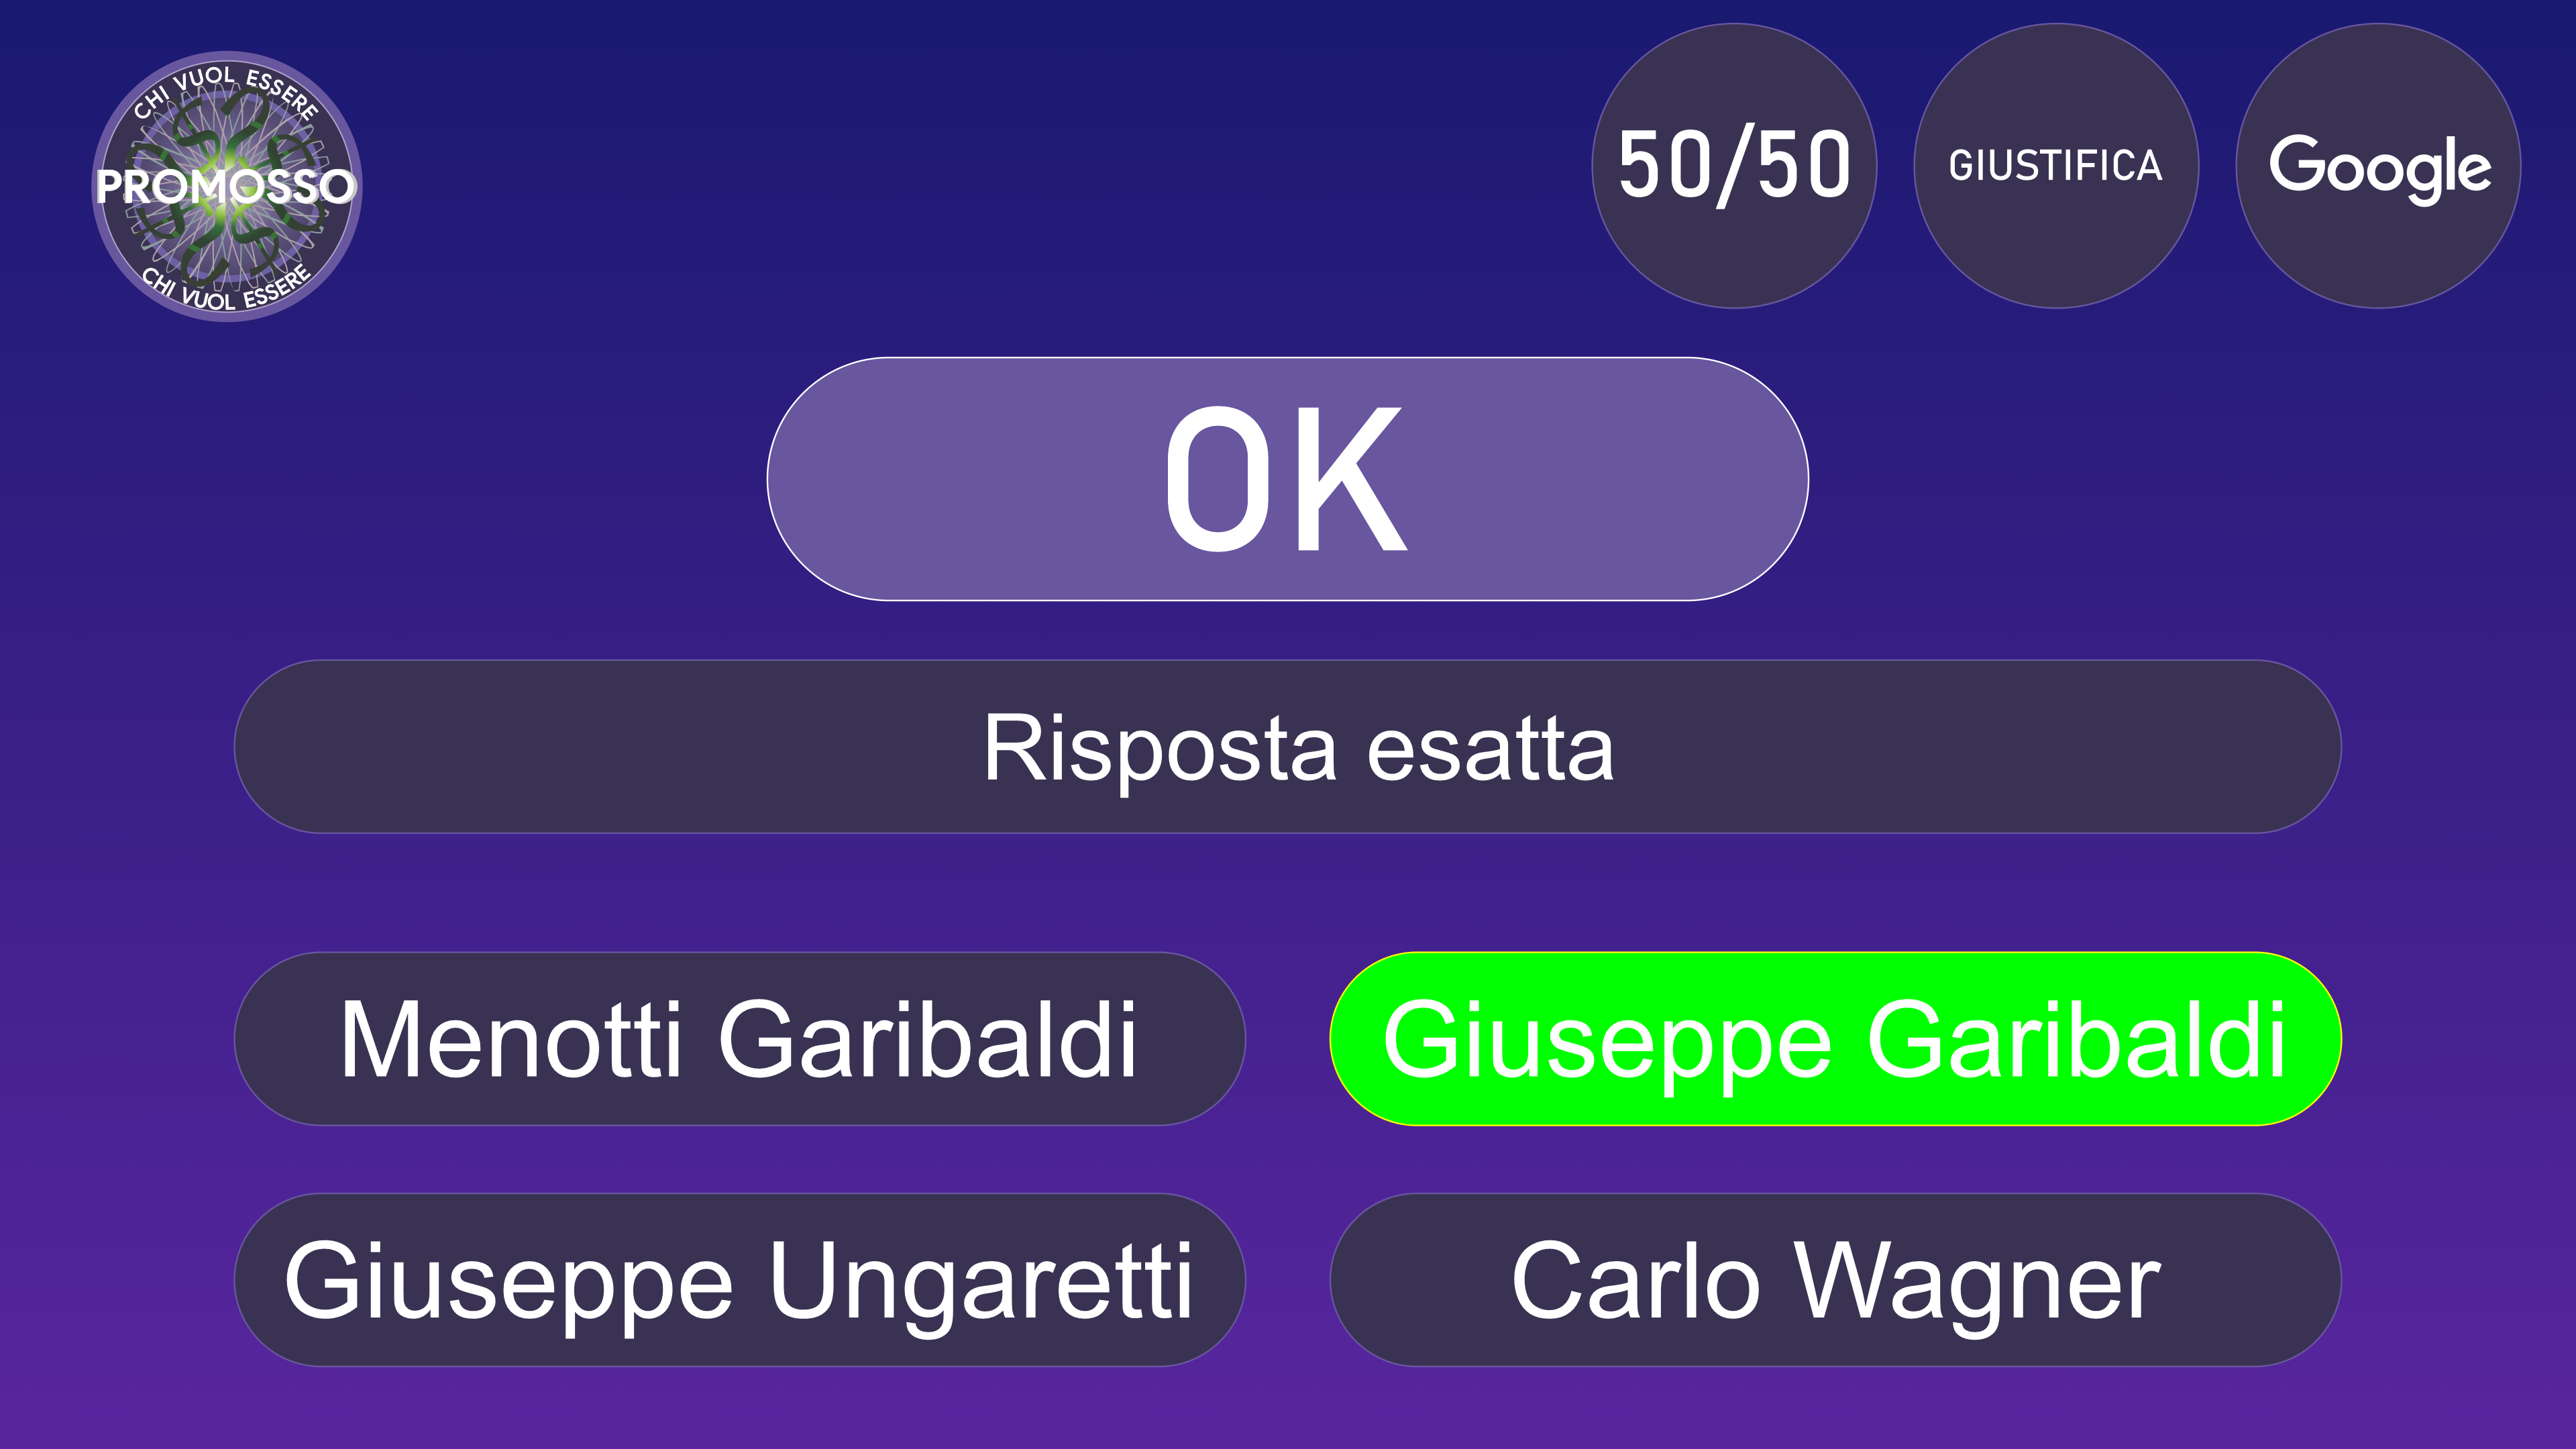 CHI VUOL ESSERE
PROMOSSO
CHI VUOL ESSERE
50/50
GIUSTIFICA
Google
OK
Risposta esatta
Menotti Garibaldi
Giuseppe Garibaldi
Giuseppe Ungaretti
Carlo Wagner